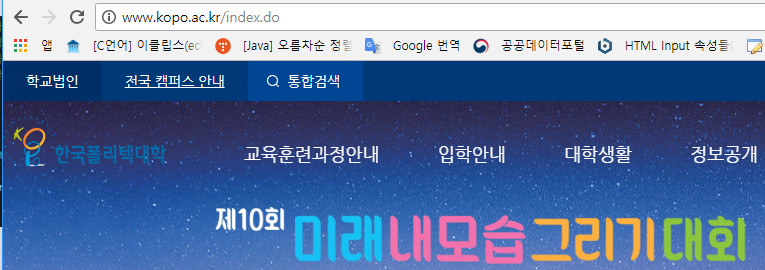 www.kopo.ac.kr/index.do
앱 [C언어] 이클립스(ec [Java] 오름차순 정렬 Google 번역 공공데이터포털 HTML Input 속성들(
학교법인 전국 캠퍼스 안내 통합검색
한국폴리텍대학 교육훈련과정안내 입학안내 대학생활 정보공개
제10회 미래내모습그리기대회